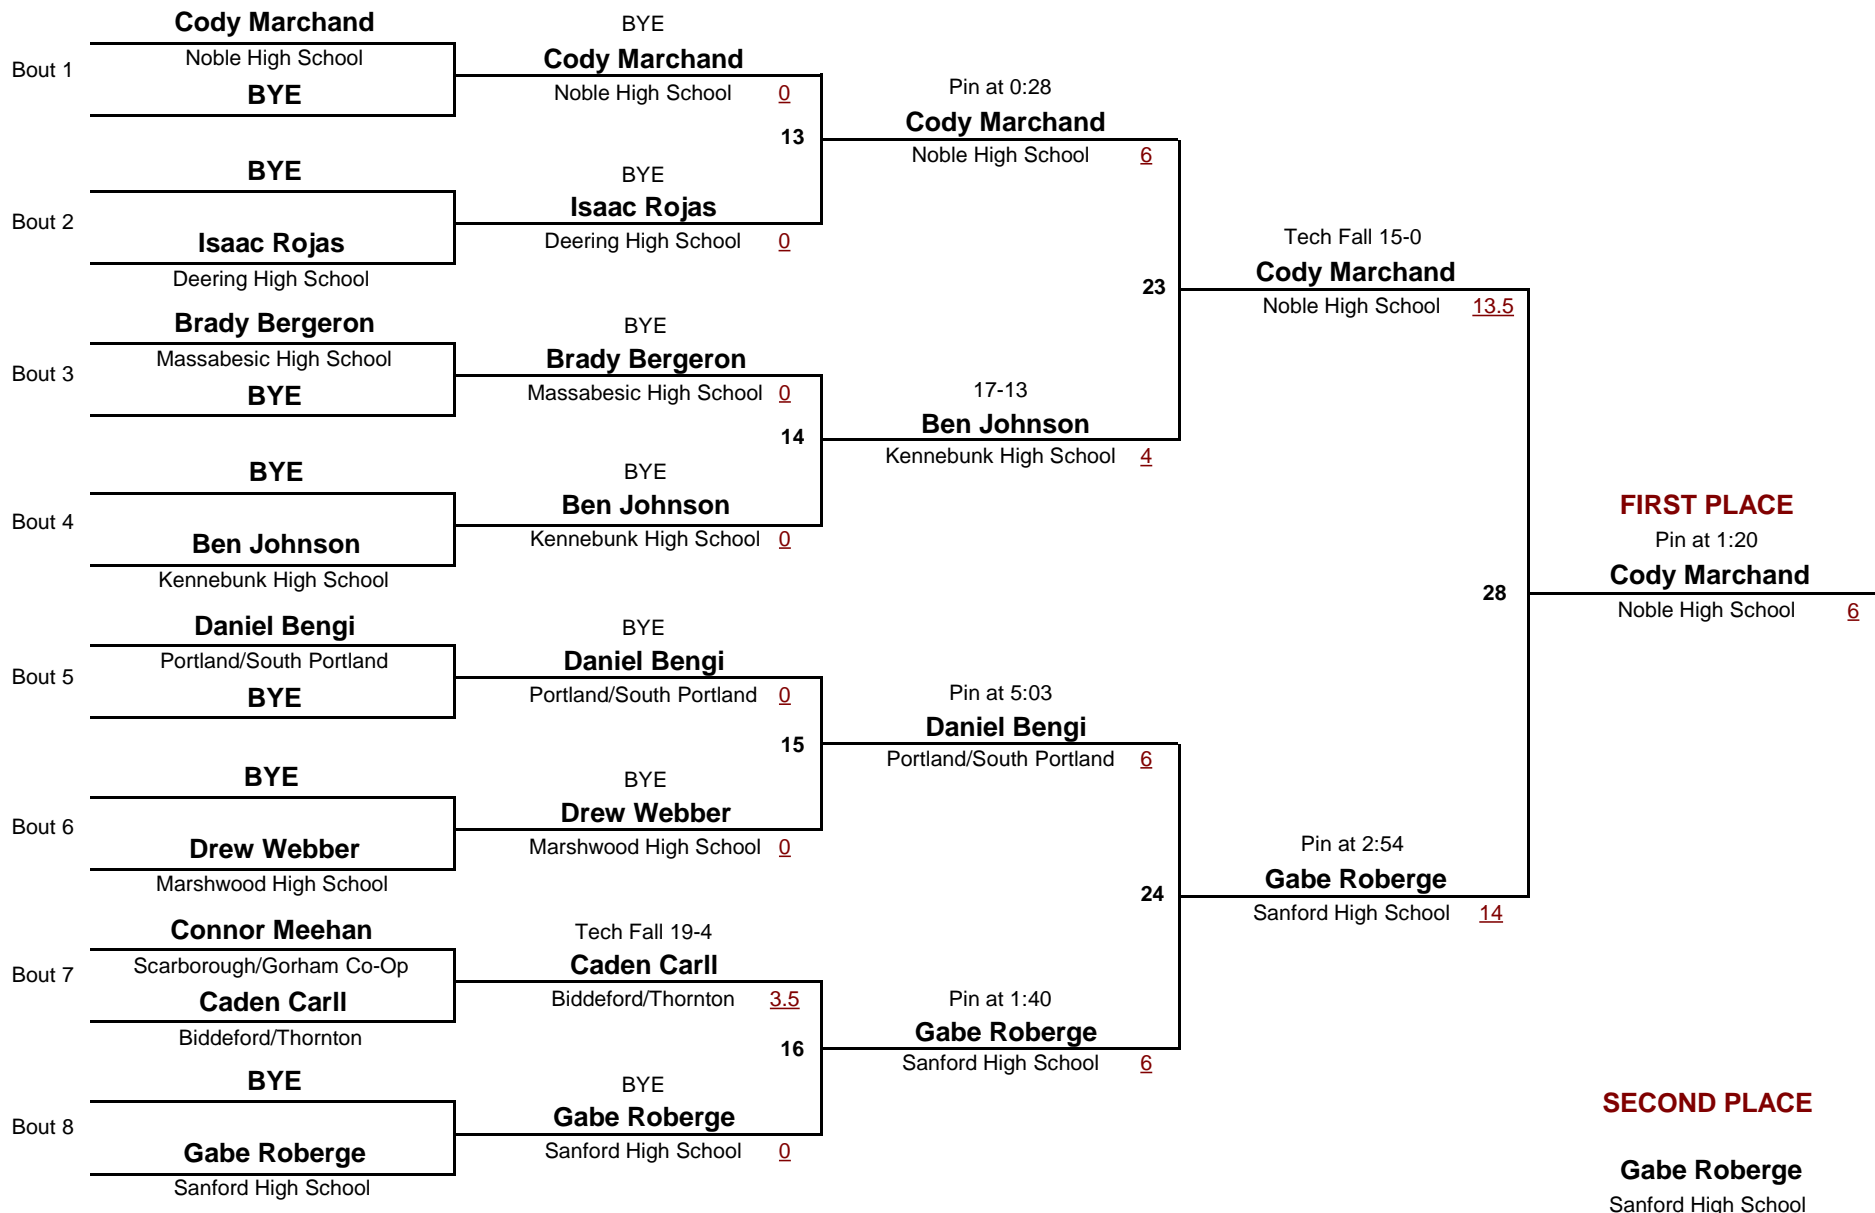 Bout 1
Cody Marchand
Noble High School
BYE
Bout 2
BYE
Isaac Rojas
Deering High School
Bout 3
Brady Bergeron
Massabesic High School
BYE
Bout 4
BYE
Ben Johnson
Kennebunk High School
Bout 5
Daniel Bengi
Portland/South Portland
BYE
Bout 6
BYE
Drew Webber
Marshwood High School
Bout 7
Connor Meehan
Scarborough/Gorham Co-Op
Caden Carll
Biddeford/Thornton
Bout 8
BYE
Gabe Roberge
Sanford High School
BYE
Cody Marchand
Noble High School 0
13
BYE
Isaac Rojas
Deering High School 0
BYE
Brady Bergeron
Massabesic High School 0
14
BYE
Ben Johnson
Kennebunk High School 0
BYE
Daniel Bengi
Portland/South Portland 0
15
BYE
Drew Webber
Marshwood High School 0
Tech Fall 19-4
Caden Carll
Biddeford/Thornton 3.5
16
BYE
Gabe Roberge
Sanford High School 0
Pin at 0:28
Cody Marchand
Noble High School 6
23
17-13
Ben Johnson
Kennebunk High School 4
Pin at 5:03
Daniel Bengi
Portland/South Portland 6
24
Pin at 1:40
Gabe Roberge
Sanford High School 6
Tech Fall 15-0
Cody Marchand
Noble High School 13.5
28
Pin at 2:54
Gabe Roberge
Sanford High School 14
FIRST PLACE
Pin at 1:20
Cody Marchand
Noble High School 6
SECOND PLACE
Gabe Roberge
Sanford High School